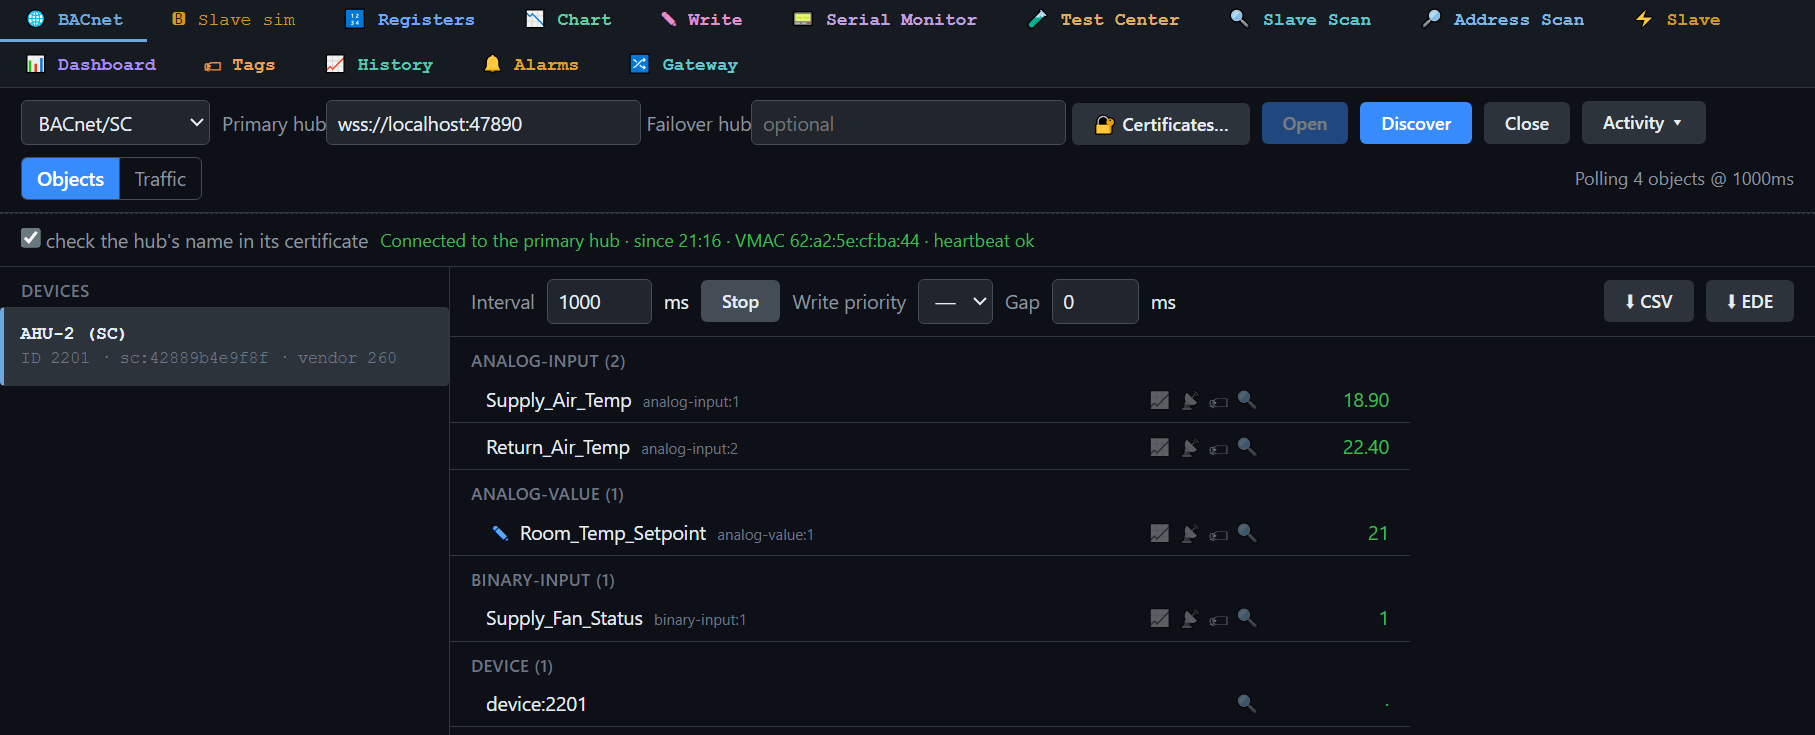 BACnet Slave sim Registers Chart Write Serial Monitor Test Center Slave Scan Address Scan Slave
Dashboard Tags History Alarms Gateway
BACnet/SC Primary hub wss://localhost:47890 Failover hub optional Certificates... Open Discover Close Activity
Objects Traffic Polling 4 objects @ 1000ms
check the hub's name in its certificate Connected to the primary hub · since 21:16 · VMAC 62:a2:5e:cf:ba:44 · heartbeat ok
DEVICES
AHU-2 (SC)
ID 2201 · sc:42889b4e9f8f · vendor 260
Interval 1000 ms Stop Write priority — Gap 0 ms CSV EDE
ANALOG-INPUT (2)
Supply_Air_Temp analog-input:1 18.90
Return_Air_Temp analog-input:2 22.40
ANALOG-VALUE (1)
Room_Temp_Setpoint analog-value:1 21
BINARY-INPUT (1)
Supply_Fan_Status binary-input:1 1
DEVICE (1)
device:2201 ·